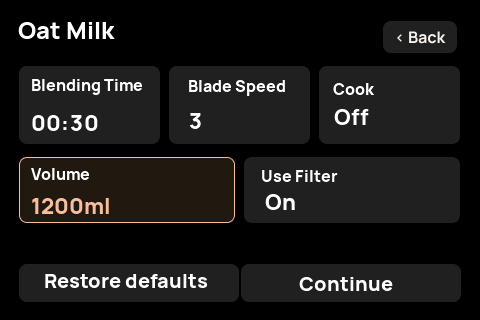 Oat Milk
‹ Back
Blending Time
00:30
Blade Speed
3
Cook
Off
Volume
1200ml
Use Filter
On
Restore defaults
Continue